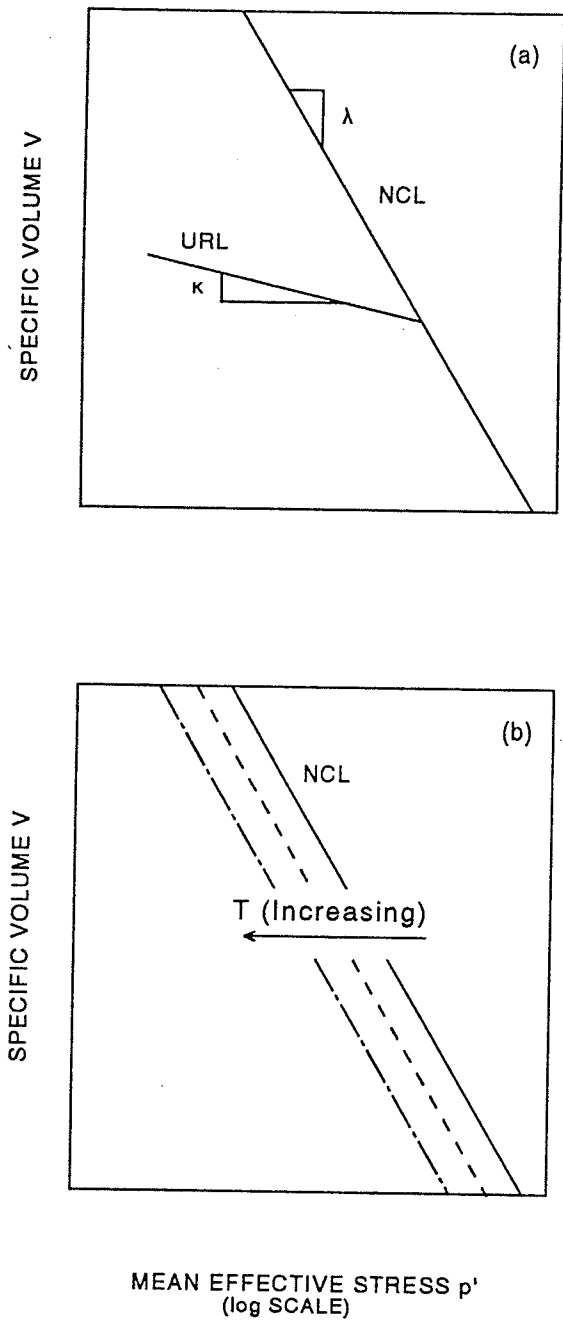 (a)
λ
NCL
URL
κ
SPECIFIC VOLUME V
(b)
NCL
T (Increasing)
SPECIFIC VOLUME V
MEAN EFFECTIVE STRESS p'
(log SCALE)